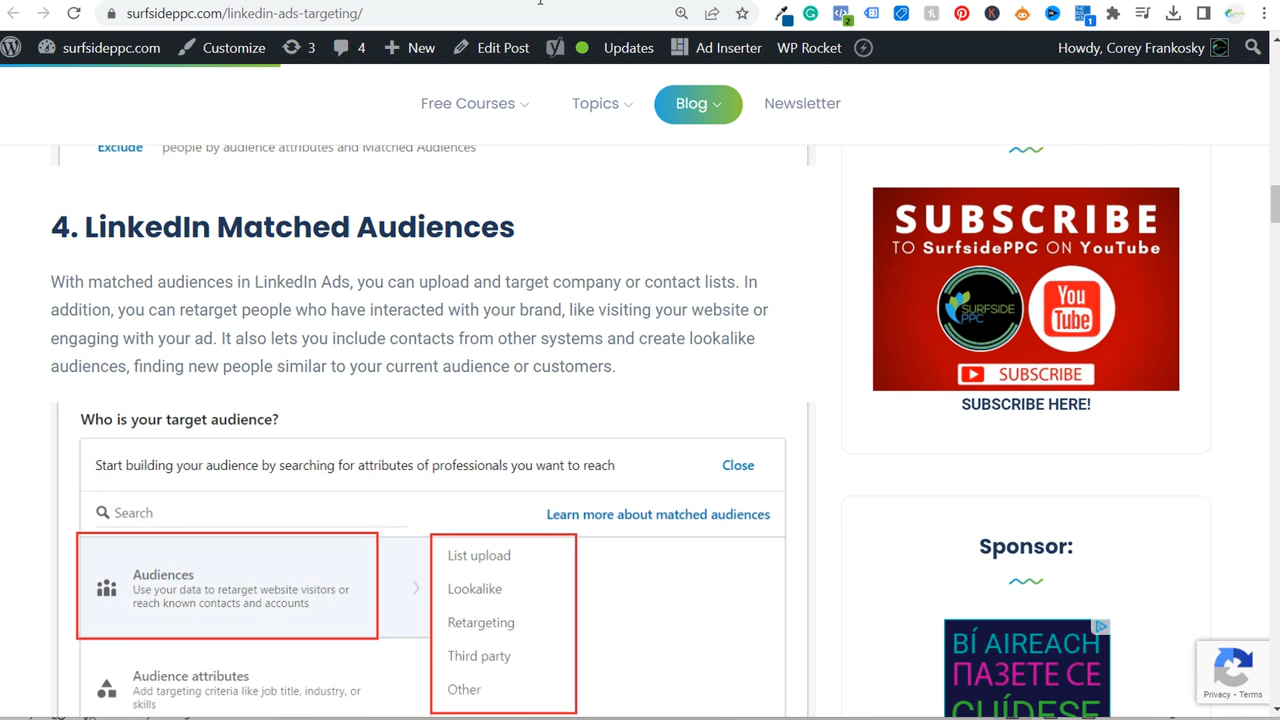 surfsideppc.com/linkedin-ads-targeting/
2
1
surfsideppc.com
Customize
3
4
New
Edit Post
Updates
Ad Inserter
WP Rocket
Howdy, Corey Frankosky
Free Courses
Topics
Blog
Newsletter
Exclude people by audience attributes and Matched Audiences
4. LinkedIn Matched Audiences
With matched audiences in LinkedIn Ads, you can upload and target company or contact lists. In
addition, you can retarget people who have interacted with your brand, like visiting your website or
engaging with your ad. It also lets you include contacts from other systems and create lookalike
audiences, finding new people similar to your current audience or customers.
Who is your target audience?
Start building your audience by searching for attributes of professionals you want to reach
Close
Search
Learn more about matched audiences
Audiences
Use your data to retarget website visitors or
reach known contacts and accounts
List upload
Lookalike
Retargeting
Third party
Other
Audience attributes
Add targeting criteria like job title, industry, or
skills
SUBSCRIBE
TO SurfsidePPC ON YouTube
SURFSIDE
PPC
You
Tube
SUBSCRIBE
SUBSCRIBE HERE!
Sponsor:
BÍ AIREACH
ПАЗЕТЕ СЕ
CUÍDESE
Privacy - Terms